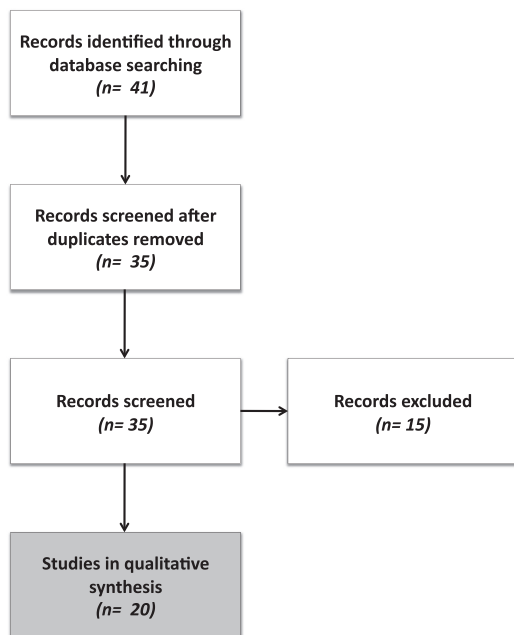 Records identified through
database searching
(n= 41)
Records screened after
duplicates removed
(n= 35)
Records screened
(n= 35)
Records excluded
(n= 15)
Studies in qualitative
synthesis
(n= 20)